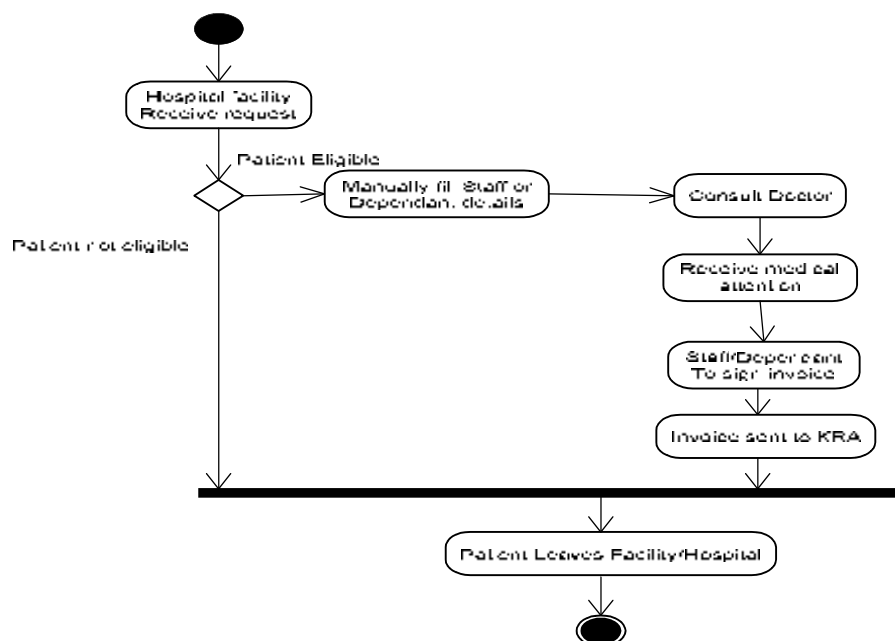 Hospital facility
Receive request
Patient Eligible
Manually fill Staff or
Dependant details
Consult Doctor
Patient not eligible
Receive medical
attention
Staff/Dependant
To sign invoice
Invoice sent to KRA
Patient Leaves Facility/Hospital